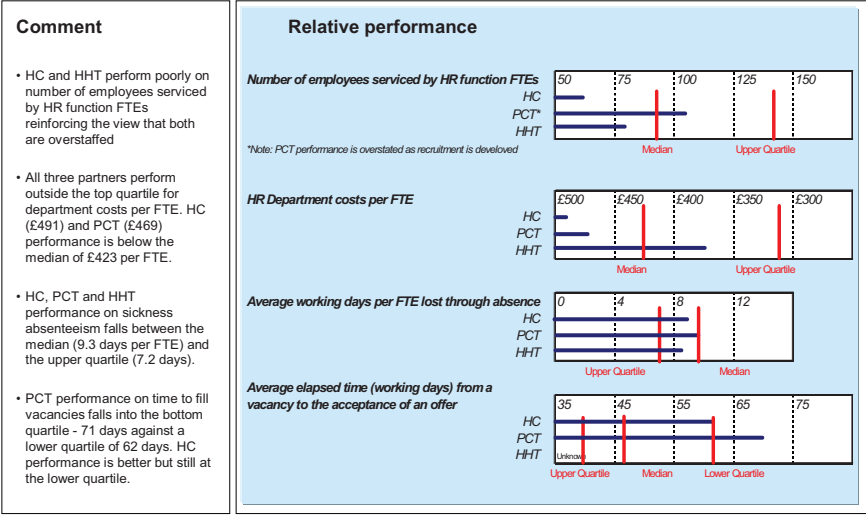 Comment
• HC and HHT perform poorly on
number of employees serviced
by HR function FTEs
reinforcing the view that both
are overstaffed
• All three partners perform
outside the top quartile for
department costs per FTE. HC
(£491) and PCT (£469)
performance is below the
median of £423 per FTE.
• HC, PCT and HHT
performance on sickness
absenteeism falls between the
median (9.3 days per FTE) and
the upper quartile (7.2 days).
• PCT performance on time to fill
vacancies falls into the bottom
quartile - 71 days against a
lower quartile of 62 days. HC
performance is better but still at
the lower quartile.
Relative performance
Number of employees serviced by HR function FTEs
50 75 100 125 150
HC
PCT*
HHT
*Note: PCT performance is overstated as recruitment is develoved
Median Upper Quartile
HR Department costs per FTE
£500 £450 £400 £350 £300
HC
PCT
HHT
Median Upper Quartile
Average working days per FTE lost through absence
0 4 8 12
HC
PCT
HHT
Upper Quartile Median
Average elapsed time (working days) from a
vacancy to the acceptance of an offer
35 45 55 65 75
HC
PCT
HHT
Unknown
Upper Quartile Median Lower Quartile